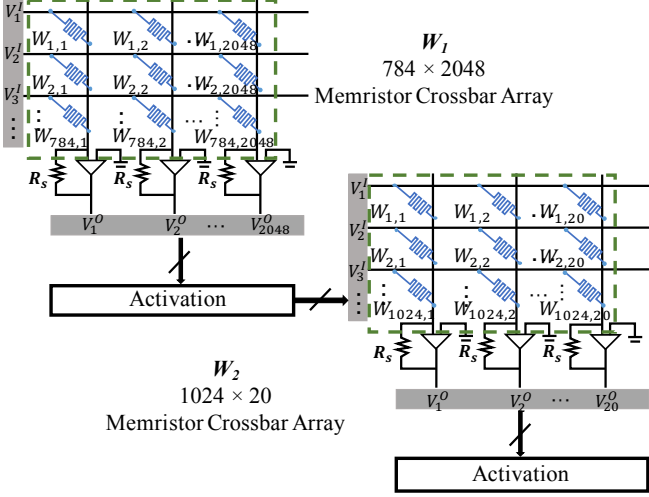 V₁ᴵ
W₁,₁ W₁,₂ . . W₁,₂₀₄₈
V₂ᴵ
W₂,₁ W₂,₂ . . W₂,₂₀₄₈
V₃ᴵ
W₇₈₄,₁ W₇₈₄,₂ W₇₈₄,₂₀₄₈
Rₛ Rₛ Rₛ
V₁ᴼ V₂ᴼ ⋯ V₂₀₄₈ᴼ
W₁
784 × 2048
Memristor Crossbar Array
Activation
V₁ᴵ
W₁,₁ W₁,₂ . . W₁,₂₀
V₂ᴵ
W₂,₁ W₂,₂ . . W₂,₂₀
V₃ᴵ
W₁₀₂₄,₁ W₁₀₂₄,₂ W₁₀₂₄,₂₀
Rₛ Rₛ Rₛ
V₁ᴼ V₂ᴼ ⋯ V₂₀ᴼ
W₂
1024 × 20
Memristor Crossbar Array
Activation